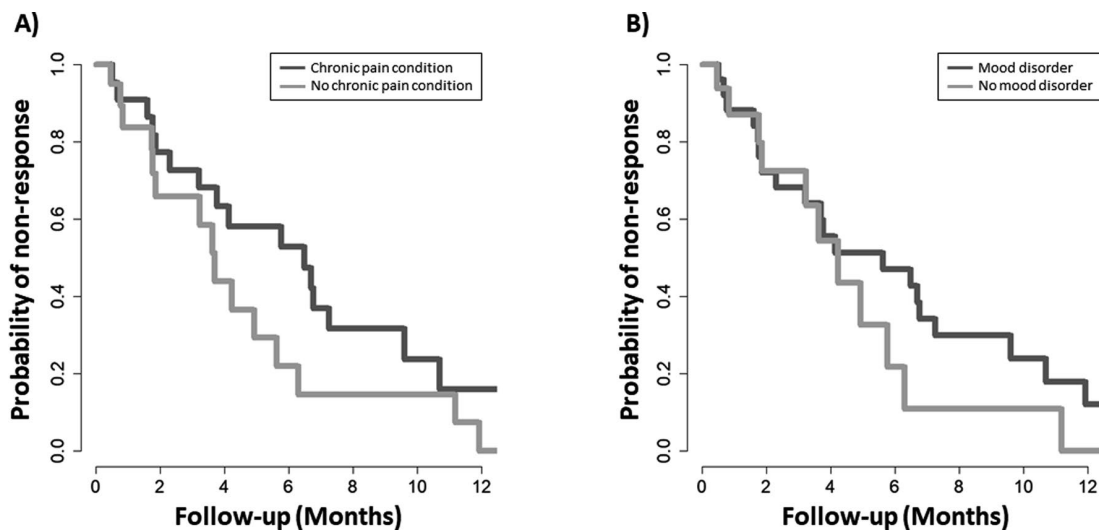 A)
Chronic pain condition
No chronic pain condition
Probability of non-response
1.0
0.8
0.6
0.4
0.2
0.0
0 2 4 6 8 10 12
Follow-up (Months)
B)
Mood disorder
No mood disorder
Probability of non-response
1.0
0.8
0.6
0.4
0.2
0.0
0 2 4 6 8 10 12
Follow-up (Months)